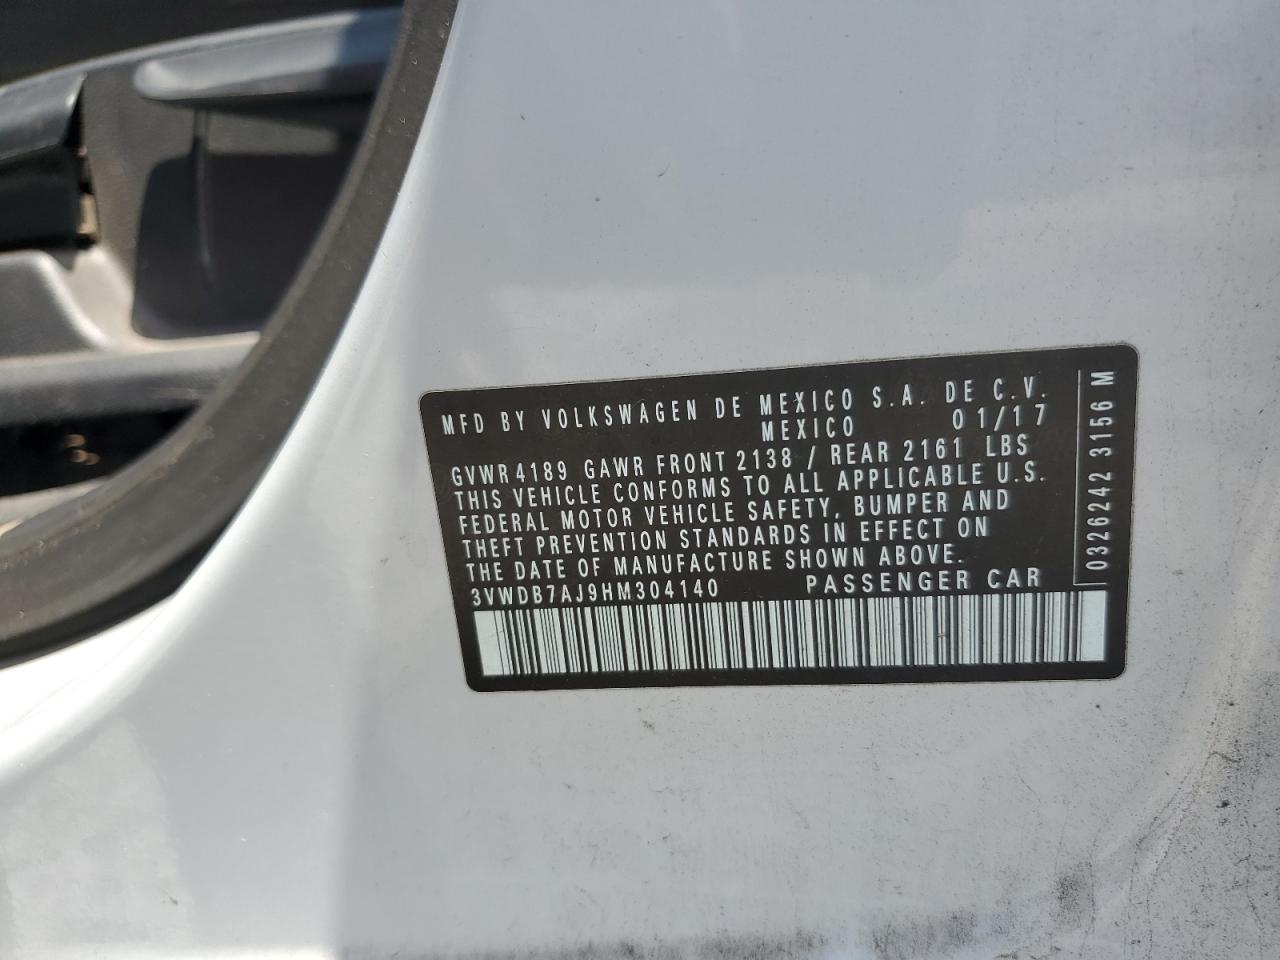 MFD BY VOLKSWAGEN DE MEXICO S.A. DE C.V.
MEXICO 01/17
GVWR 4189 GAWR FRONT 2138 / REAR 2161 LBS
THIS VEHICLE CONFORMS TO ALL APPLICABLE U.S.
FEDERAL MOTOR VEHICLE SAFETY, BUMPER AND
THEFT PREVENTION STANDARDS IN EFFECT ON
THE DATE OF MANUFACTURE SHOWN ABOVE.
3VWDB7AJ9HM304140 PASSENGER CAR
0326242 3156 M